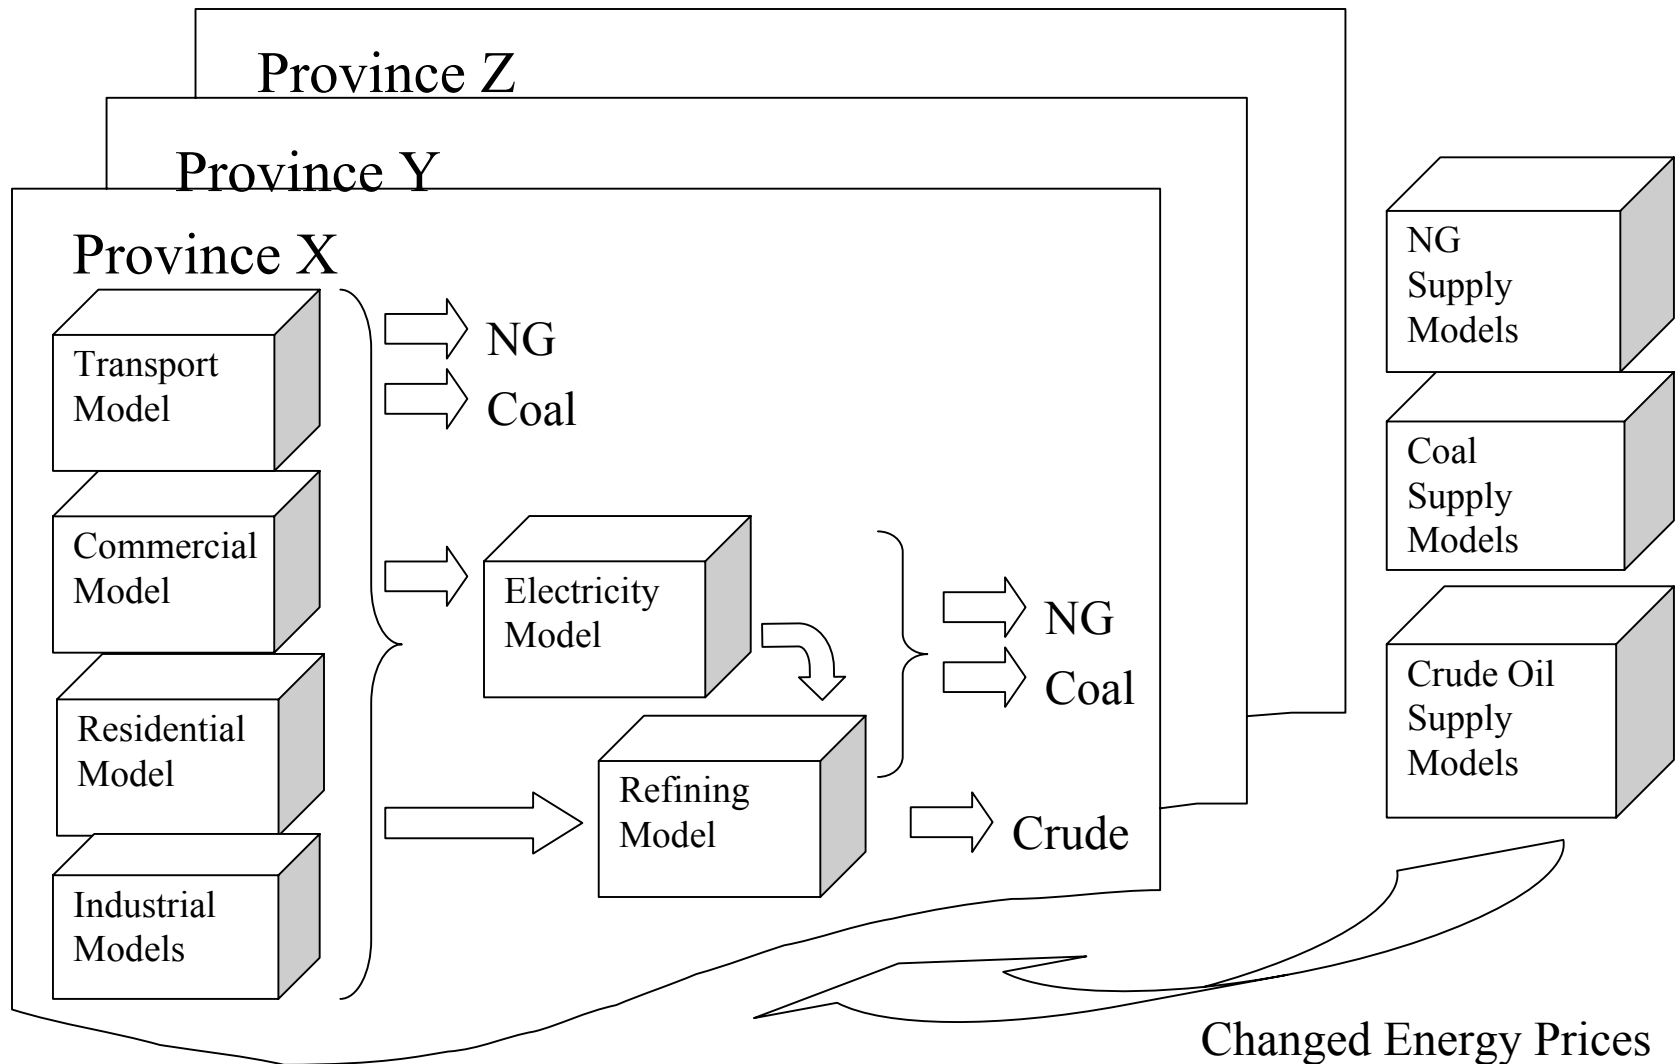 Province Z
Province Y
Province X
Transport
Model
Commercial
Model
Residential
Model
Industrial
Models
NG
Coal
Electricity
Model
Refining
Model
NG
Coal
Crude
NG
Supply
Models
Coal
Supply
Models
Crude Oil
Supply
Models
Changed Energy Prices